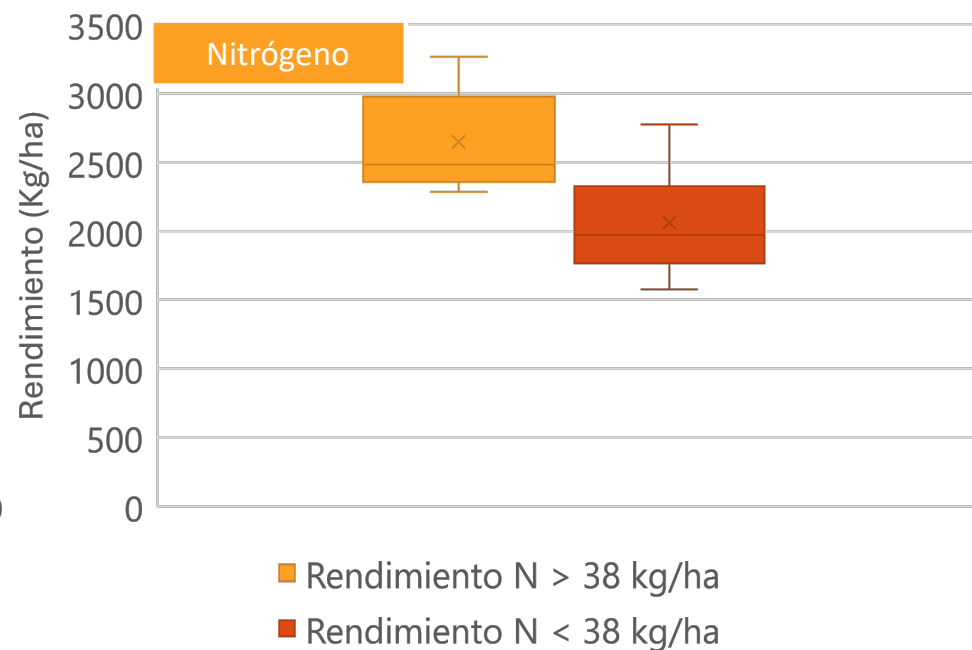 Nitrógeno
Rendimiento (Kg/ha)
3500
3000
2500
2000
1500
1000
500
0
Rendimiento N > 38 kg/ha
Rendimiento N < 38 kg/ha